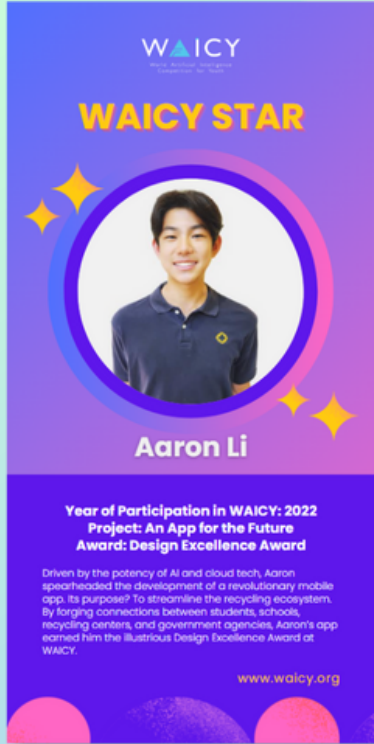 WAICY
World Artificial Intelligence
Competition for Youth
WAICY STAR
Aaron Li
Year of Participation in WAICY: 2022
Project: An App for the Future
Award: Design Excellence Award
Driven by the potency of AI and cloud tech, Aaron
spearheaded the development of a revolutionary mobile
app. Its purpose? To streamline the recycling ecosystem.
By forging connections between students, schools,
recycling centers, and government agencies, Aaron's app
earned him the illustrious Design Excellence Award at
WAICY.
www.waicy.org